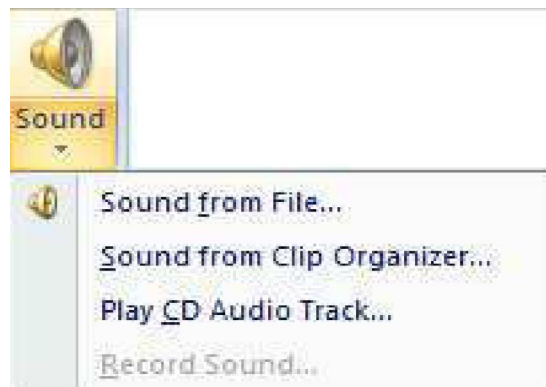 Sound
Sound from File...
Sound from Clip Organizer...
Play CD Audio Track...
Record Sound...